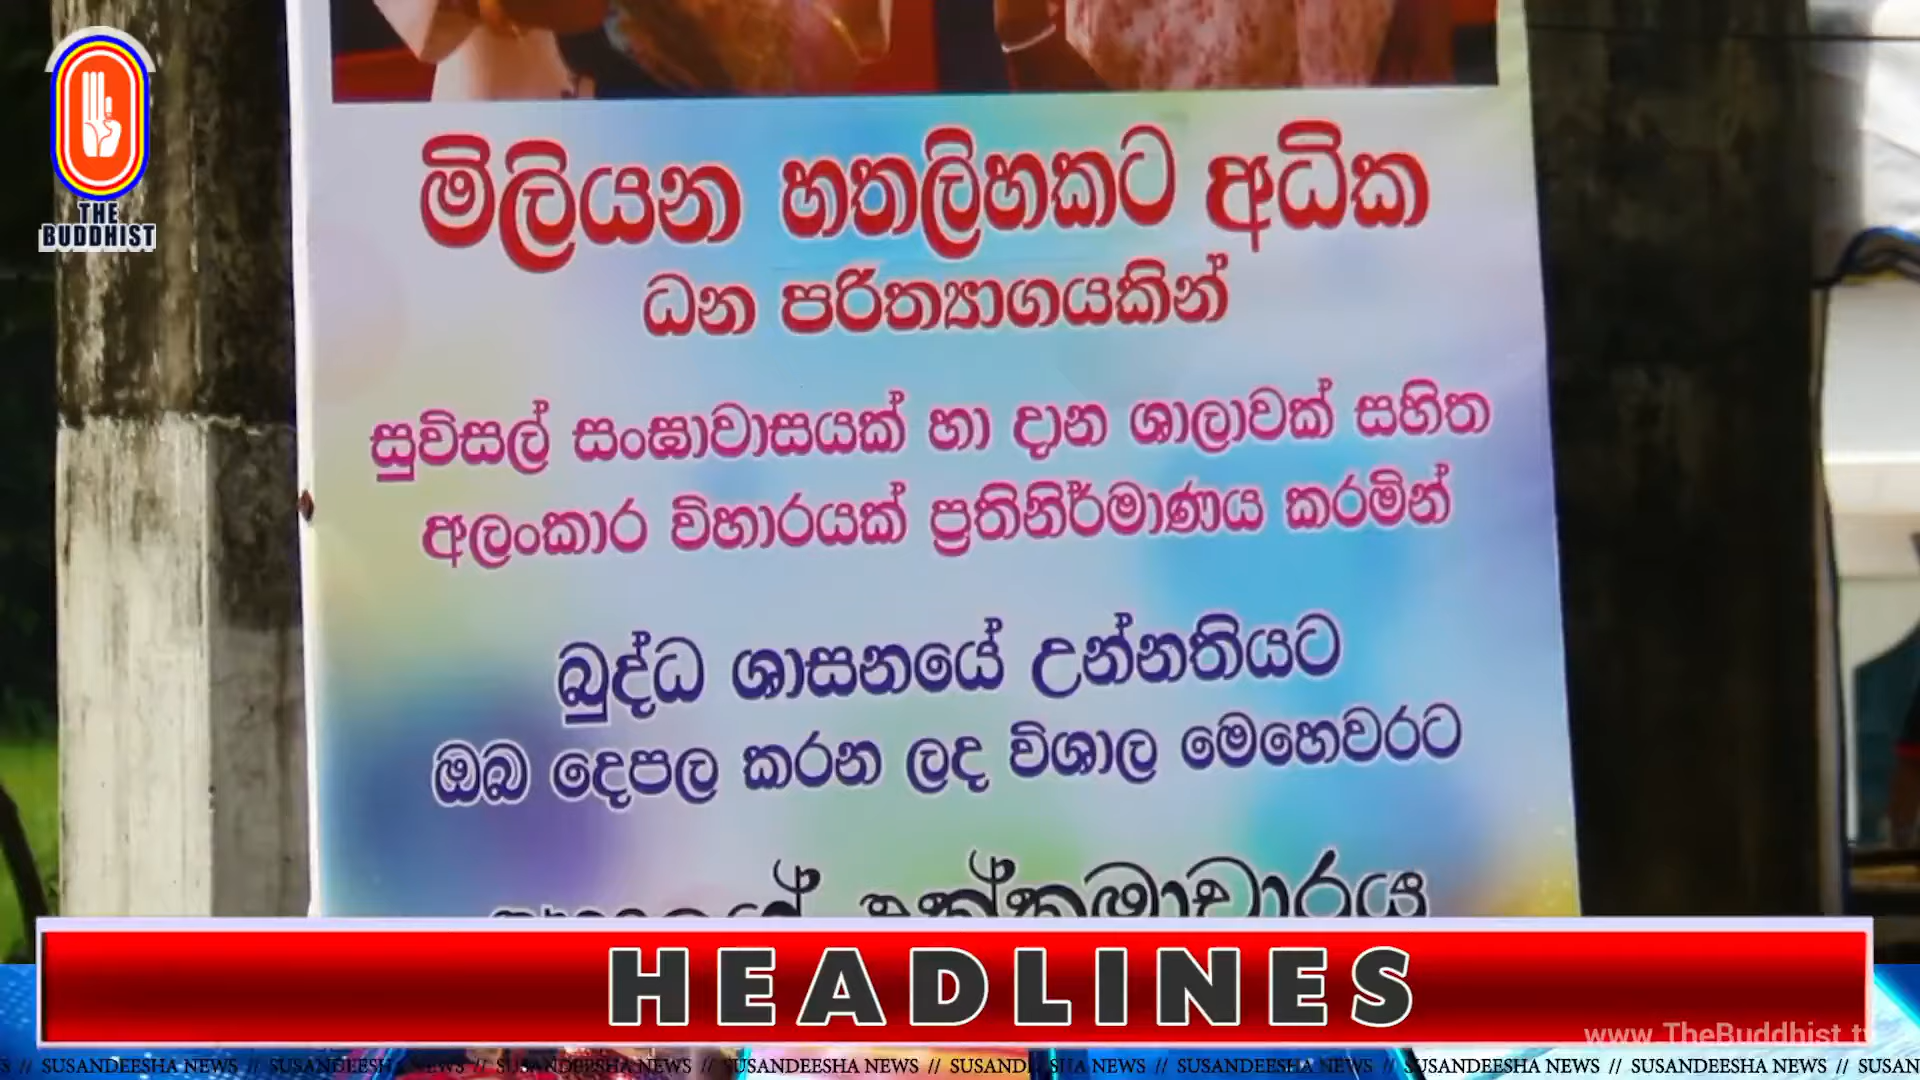 THE
BUDDHIST
මිලියන හතලිහකට අධික
ධන පරිත්‍යාගයකින්
සුවිසල් සංඝාවාසයක් හා දාන ශාලාවක් සහිත
අලංකාර විහාරයක් ප්‍රතිනිර්මාණය කරමින්
බුද්ධ ශාසනයේ උන්නතියට
ඔබ දෙපල කරන ලද විශාල මෙහෙවරට
HEADLINES
www.TheBuddhist.tv
S // SUSANDEESHA NEWS // SUSANDEESHA NEWS // SUSANDEESHA NEWS // SUSANDEESHA NEWS // SUSANDEESHA NEWS // SUSANDEESHA NEWS // SUSANDEESHA NEWS // SUSANDEESHA NEWS // SUSAN